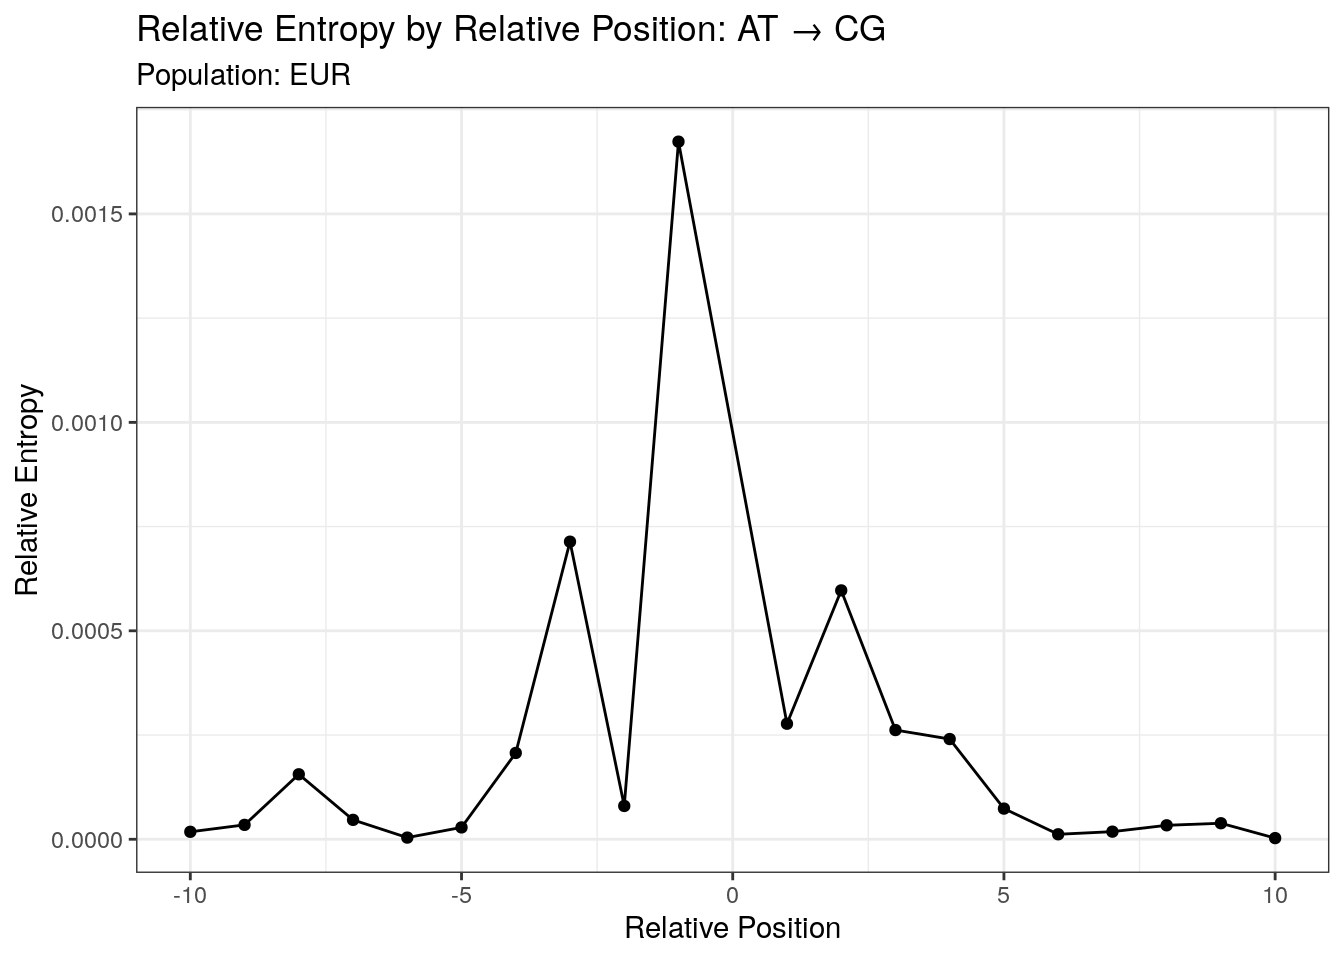 Relative Entropy by Relative Position: AT → CG
Population: EUR
Relative Entropy
0.0015
0.0010
0.0005
0.0000
-10
-5
0
5
10
Relative Position